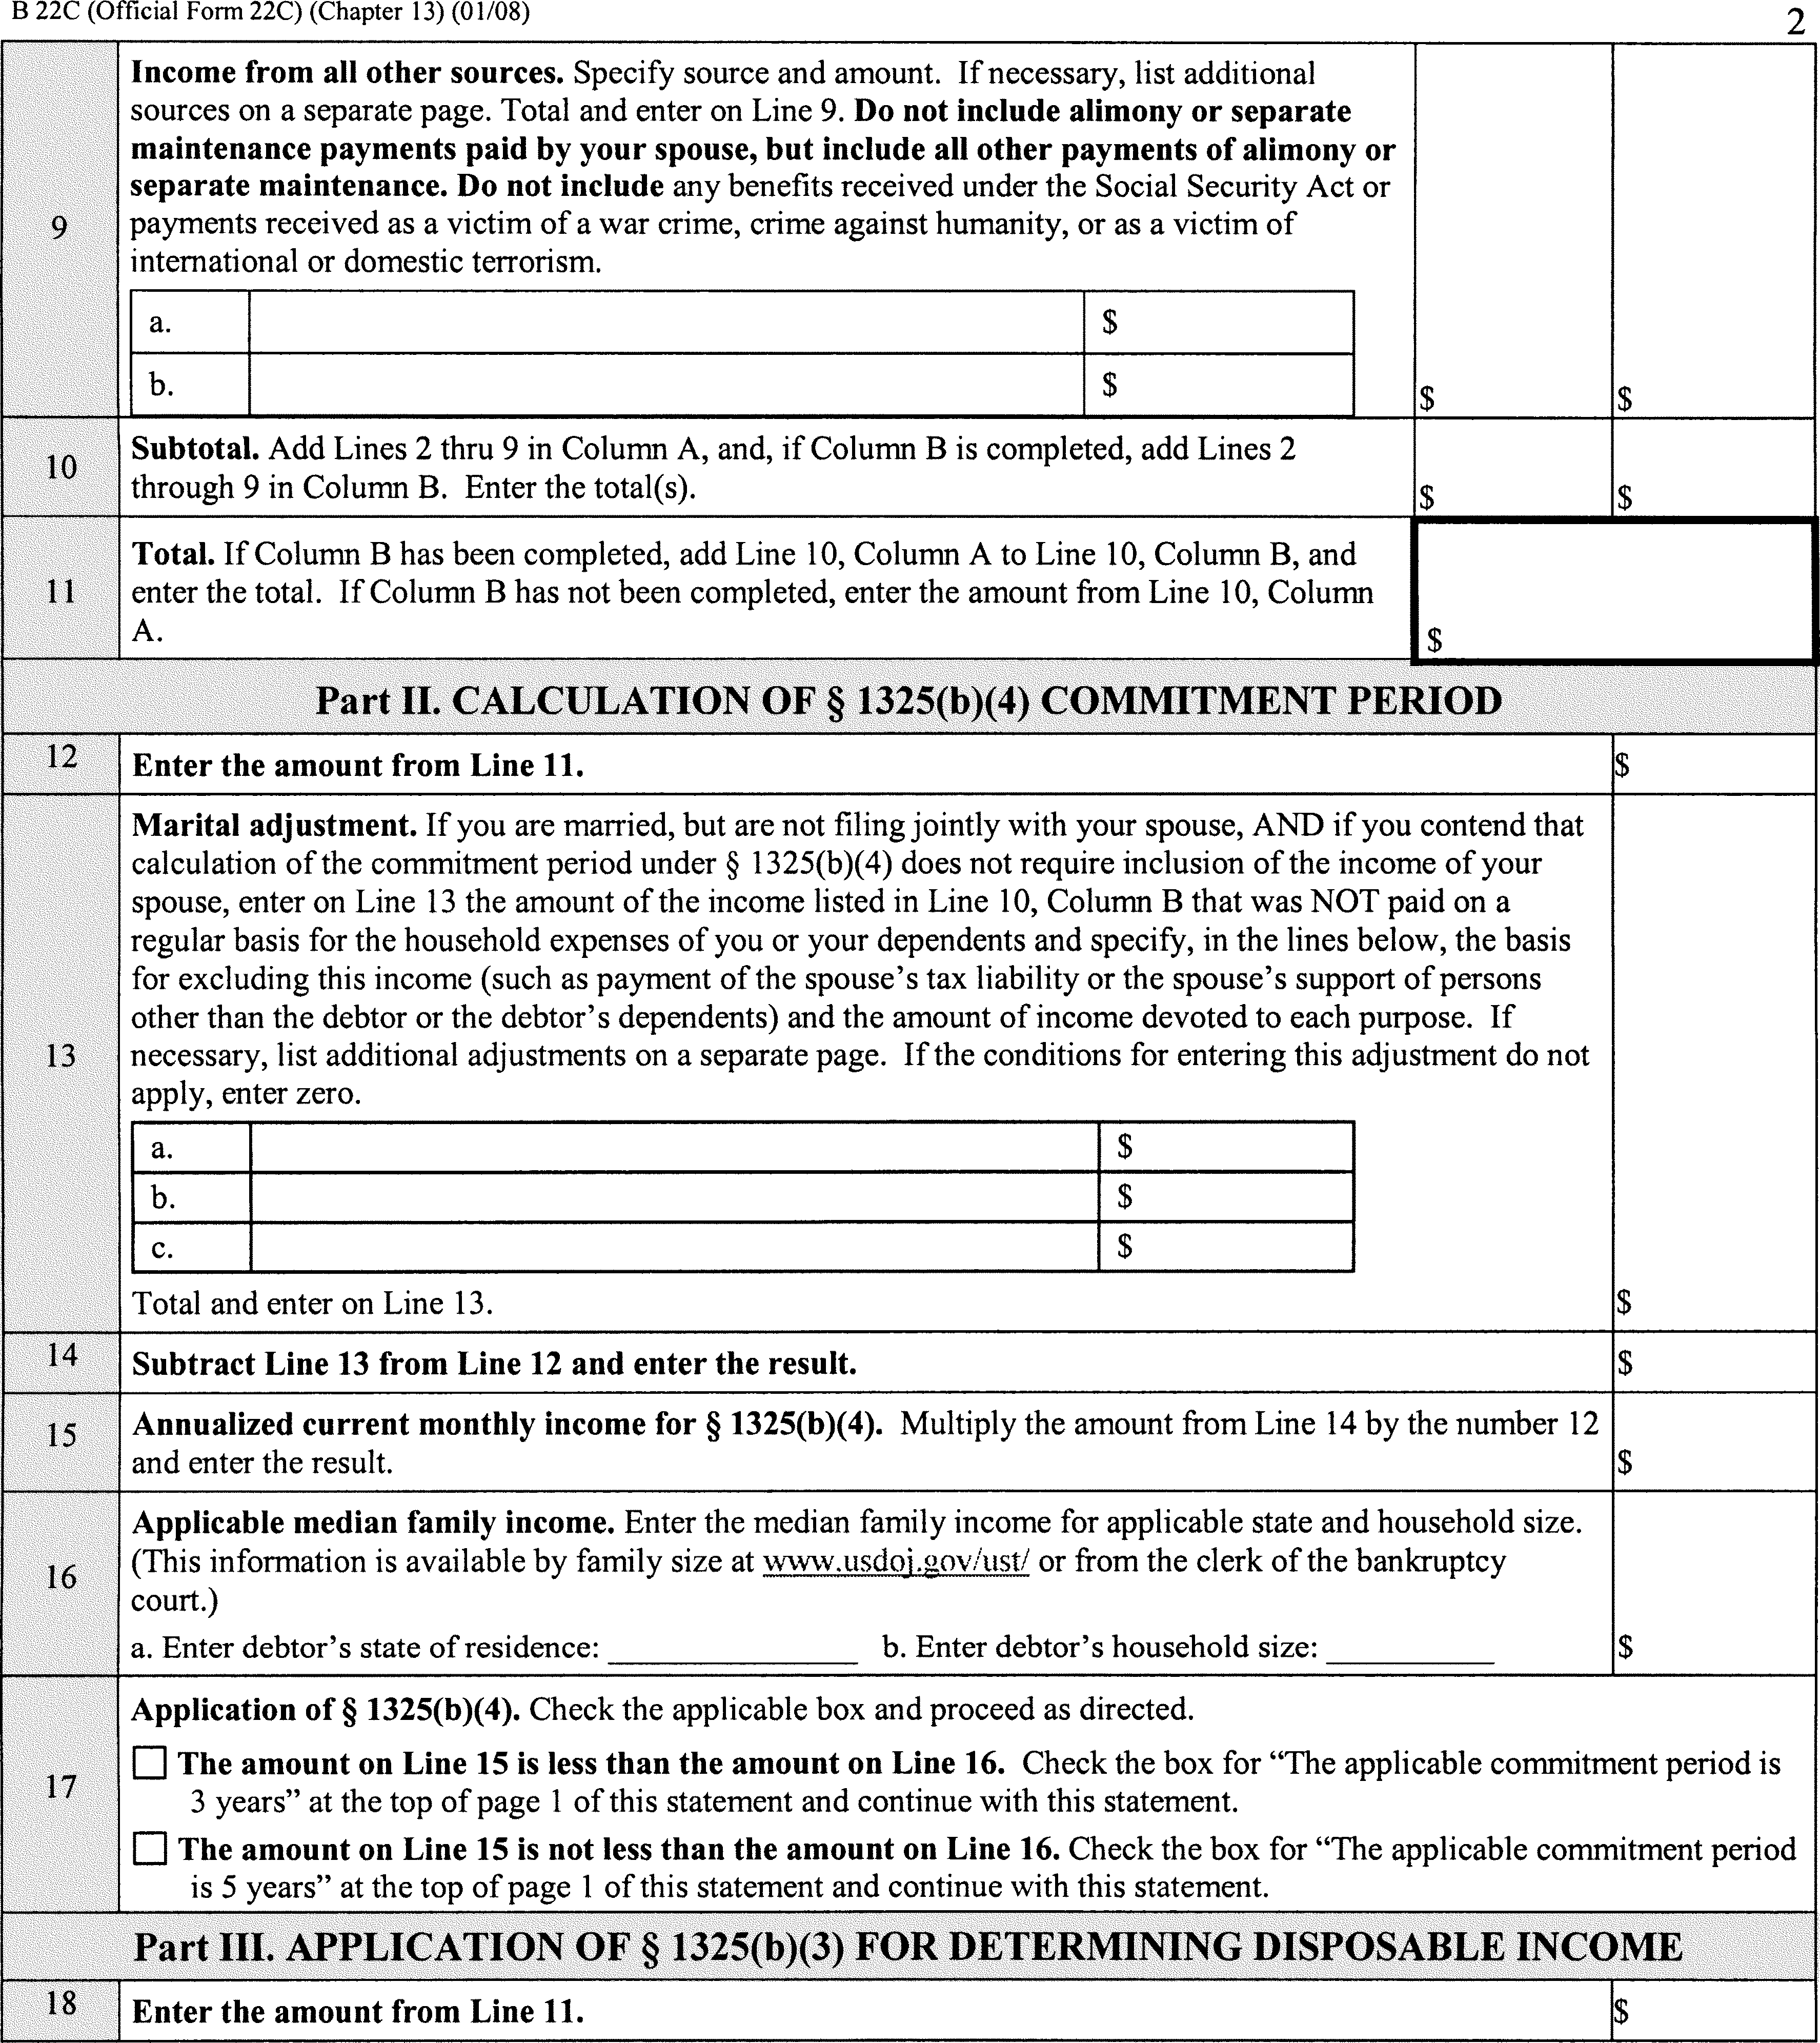 B 22C (Official Form 22C) (Chapter 13) (01/08)
2
9
Income from all other sources. Specify source and amount. If necessary, list additional
sources on a separate page. Total and enter on Line 9. Do not include alimony or separate
maintenance payments paid by your spouse, but include all other payments of alimony or
separate maintenance. Do not include any benefits received under the Social Security Act or
payments received as a victim of a war crime, crime against humanity, or as a victim of
international or domestic terrorism.
a. $
b. $
$ $
10
Subtotal. Add Lines 2 thru 9 in Column A, and, if Column B is completed, add Lines 2
through 9 in Column B. Enter the total(s).
$ $
11
Total. If Column B has been completed, add Line 10, Column A to Line 10, Column B, and
enter the total. If Column B has not been completed, enter the amount from Line 10, Column
A.
$
Part II. CALCULATION OF § 1325(b)(4) COMMITMENT PERIOD
12
Enter the amount from Line 11. $
13
Marital adjustment. If you are married, but are not filing jointly with your spouse, AND if you contend that
calculation of the commitment period under § 1325(b)(4) does not require inclusion of the income of your
spouse, enter on Line 13 the amount of the income listed in Line 10, Column B that was NOT paid on a
regular basis for the household expenses of you or your dependents and specify, in the lines below, the basis
for excluding this income (such as payment of the spouse’s tax liability or the spouse’s support of persons
other than the debtor or the debtor’s dependents) and the amount of income devoted to each purpose. If
necessary, list additional adjustments on a separate page. If the conditions for entering this adjustment do not
apply, enter zero.
a. $
b. $
c. $
Total and enter on Line 13. $
14
Subtract Line 13 from Line 12 and enter the result. $
15
Annualized current monthly income for § 1325(b)(4). Multiply the amount from Line 14 by the number 12
and enter the result. $
16
Applicable median family income. Enter the median family income for applicable state and household size.
(This information is available by family size at www.usdoj.gov/ust/ or from the clerk of the bankruptcy
court.)
a. Enter debtor’s state of residence: _______________ b. Enter debtor’s household size: __________ $
17
Application of § 1325(b)(4). Check the applicable box and proceed as directed.
☐ The amount on Line 15 is less than the amount on Line 16. Check the box for “The applicable commitment period is
3 years” at the top of page 1 of this statement and continue with this statement.
☐ The amount on Line 15 is not less than the amount on Line 16. Check the box for “The applicable commitment period
is 5 years” at the top of page 1 of this statement and continue with this statement.
Part III. APPLICATION OF § 1325(b)(3) FOR DETERMINING DISPOSABLE INCOME
18
Enter the amount from Line 11. $